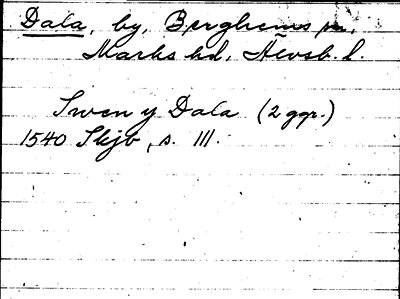 Dala, by, Berghems sn,
Marks hd, Älvsb. l.
Swen y Dala (2 ggr.)
1540 Skjb, s. 111.